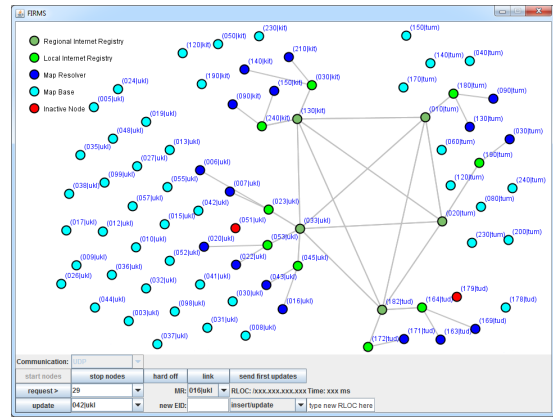 FIRMS
Regional Internet Registry
Local Internet Registry
Map Resolver
Map Base
Inactive Node
(230|kit)
(050|kit)
(120|kit)
(210|kit)
(140|kit)
(190|kit)
(150|kit)
(030|kit)
(090|kit)
(130|kit)
(240|kit)
(150|tum)
(140|tum)
(040|tum)
(170|tum)
(180|tum)
(090|tum)
(010|tum)
(130|tum)
(030|tum)
(060|tum)
(190|tum)
(120|tum)
(240|tum)
(080|tum)
(020|tum)
(230|tum)
(200|tum)
(024|ukl)
(005|ukl)
(019|ukl)
(048|ukl)
(035|ukl)
(013|ukl)
(027|ukl)
(099|ukl)
(055|ukl)
(006|ukl)
(038|ukl)
(007|ukl)
(057|ukl)
(042|ukl)
(023|ukl)
(017|ukl)
(012|ukl)
(015|ukl)
(051|ukl)
(033|ukl)
(010|ukl)
(020|ukl)
(053|ukl)
(009|ukl)
(052|ukl)
(022|ukl)
(045|ukl)
(026|ukl)
(036|ukl)
(032|ukl)
(041|ukl)
(043|ukl)
(044|ukl)
(030|ukl)
(016|ukl)
(003|ukl)
(098|ukl)
(031|ukl)
(008|ukl)
(037|ukl)
(179|tud)
(182|tud)
(164|tud)
(178|tud)
(169|tud)
(171|tud)
(163|tud)
(172|tud)
Communication: UDP
start nodes stop nodes hard off link send first updates
request > 29 MR: 016|ukl RLOC: /xxx.xxx.xxx.xxx Time: xxx ms
update 042|ukl new EID: insert/update type new RLOC here